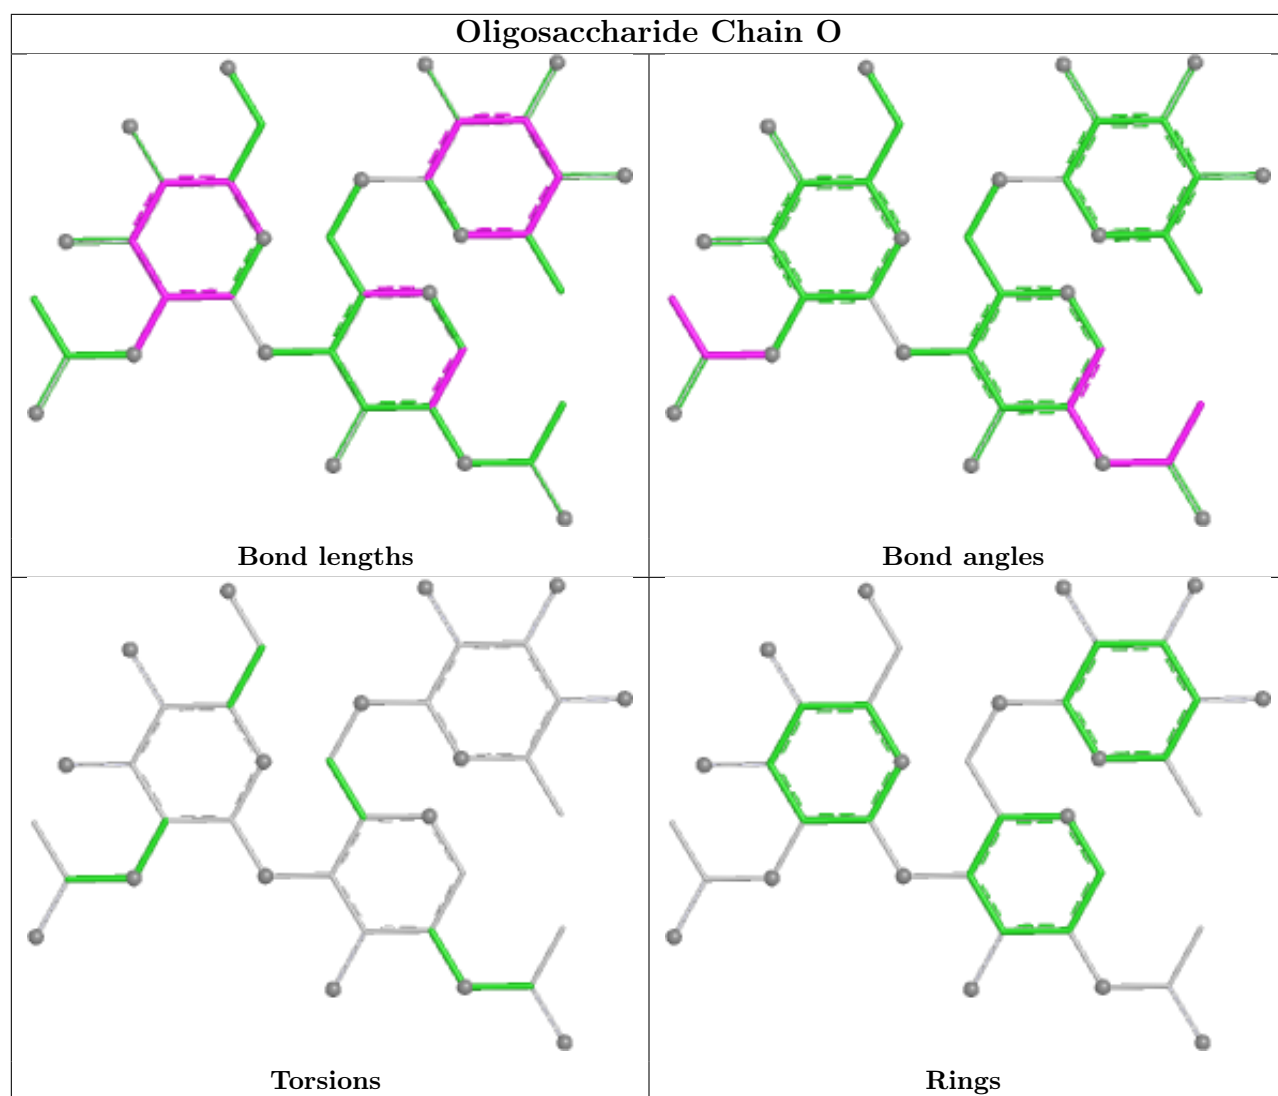 Oligosaccharide Chain O
Bond lengths
Bond angles
Torsions
Rings